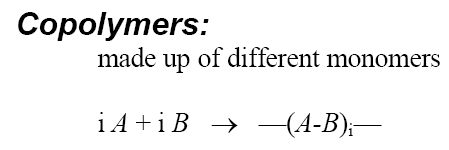 Copolymers:
made up of different monomers
i A + i B → —(A-B)i—